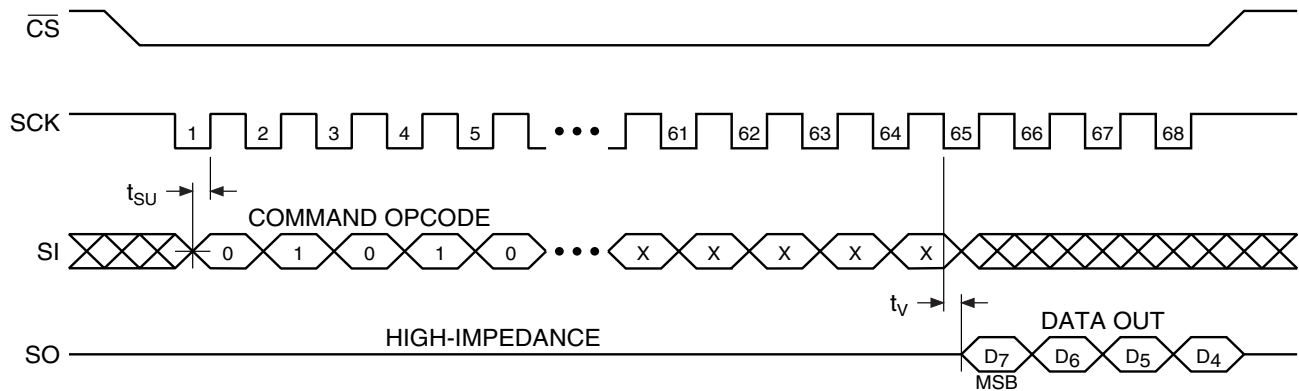 CS
SCK 1 2 3 4 5 ••• 61 62 63 64 65 66 67 68
tSU
COMMAND OPCODE
SI 0 1 0 1 0 ••• X X X X X
tV
HIGH-IMPEDANCE
DATA OUT
SO D7 D6 D5 D4
MSB